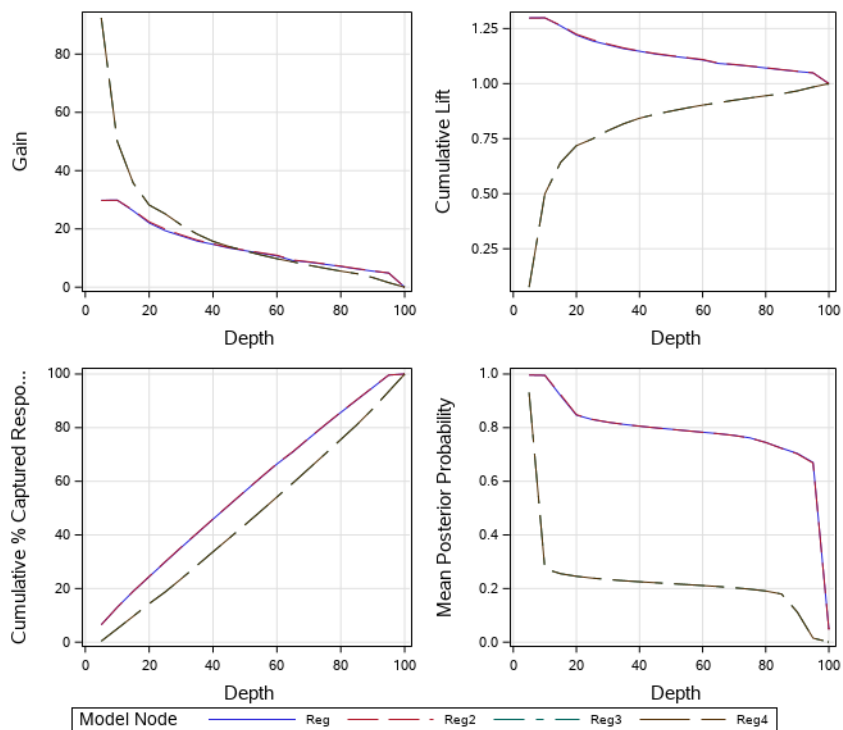 80
60
40
20
0
Gain
0 20 40 60 80 100
Depth
1.25
1.00
0.75
0.50
0.25
Cumulative Lift
0 20 40 60 80 100
Depth
100
80
60
40
20
0
Cumulative % Captured Respo...
0 20 40 60 80 100
Depth
1.0
0.8
0.6
0.4
0.2
0.0
Mean Posterior Probability
0 20 40 60 80 100
Depth
Model Node Reg Reg2 Reg3 Reg4